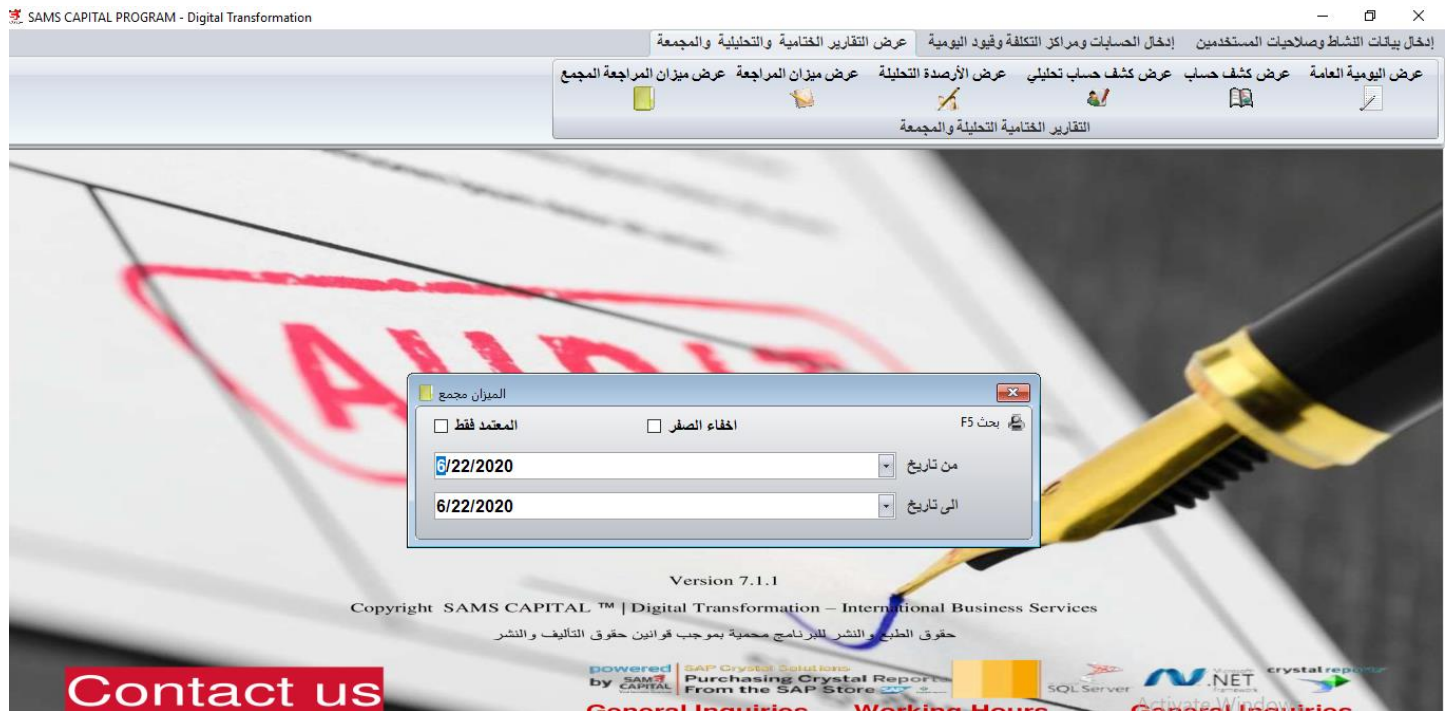 SAMS CAPITAL PROGRAM - Digital Transformation
إدخال بيانات النشاط وصلاحيات المستخدمين إدخال الحسابات ومراكز التكلفة وقيود اليومية عرض التقارير الختامية والتحليلية والمجمعة
عرض اليومية العامة عرض كشف حساب عرض كشف حساب تحليلي عرض الأرصدة التحليلة عرض ميزان المراجعة عرض ميزان المراجعة المجمع
التقارير الختامية التحليلة والمجمعة
AUDIT
الميزان مجمع
بحث F5 اخفاء الصفر المعتمد فقط
من تاريخ 6/22/2020
الى تاريخ 6/22/2020
Version 7.1.1
Copyright SAMS CAPITAL ™ | Digital Transformation – International Business Services
حقوق الطبع والنشر للبرنامج محمية بموجب قوانين حقوق التأليف والنشر
Contact us
powered by SAMS CAPITAL
SAP Crystal Solutions
Purchasing Crystal Reports
From the SAP Store
SQL Server
Microsoft .NET Framework
crystal reports
Activate Windows
General Inquiries Working Hours General Inquiries